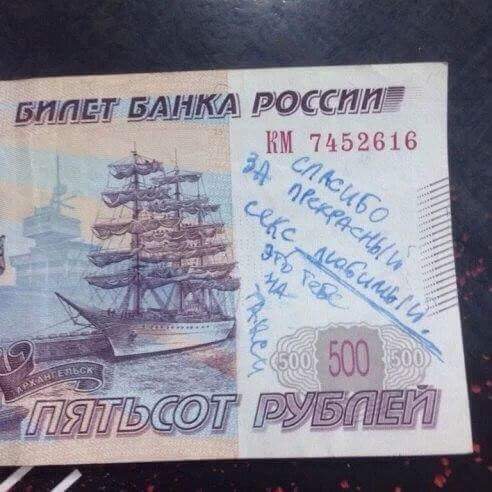 БИЛЕТ БАНКА РОССИИ
КМ 7452616
СПАСИБО
ЗА ПРЕКРАСНЫЙ
СЕКС ЛЮБИМЫЙ.
ЭТО ТЕБЕ
НА
ТАКСИ
500 500 500
АРХАНГЕЛЬСК
ПЯТЬСОТ РУБЛЕЙ